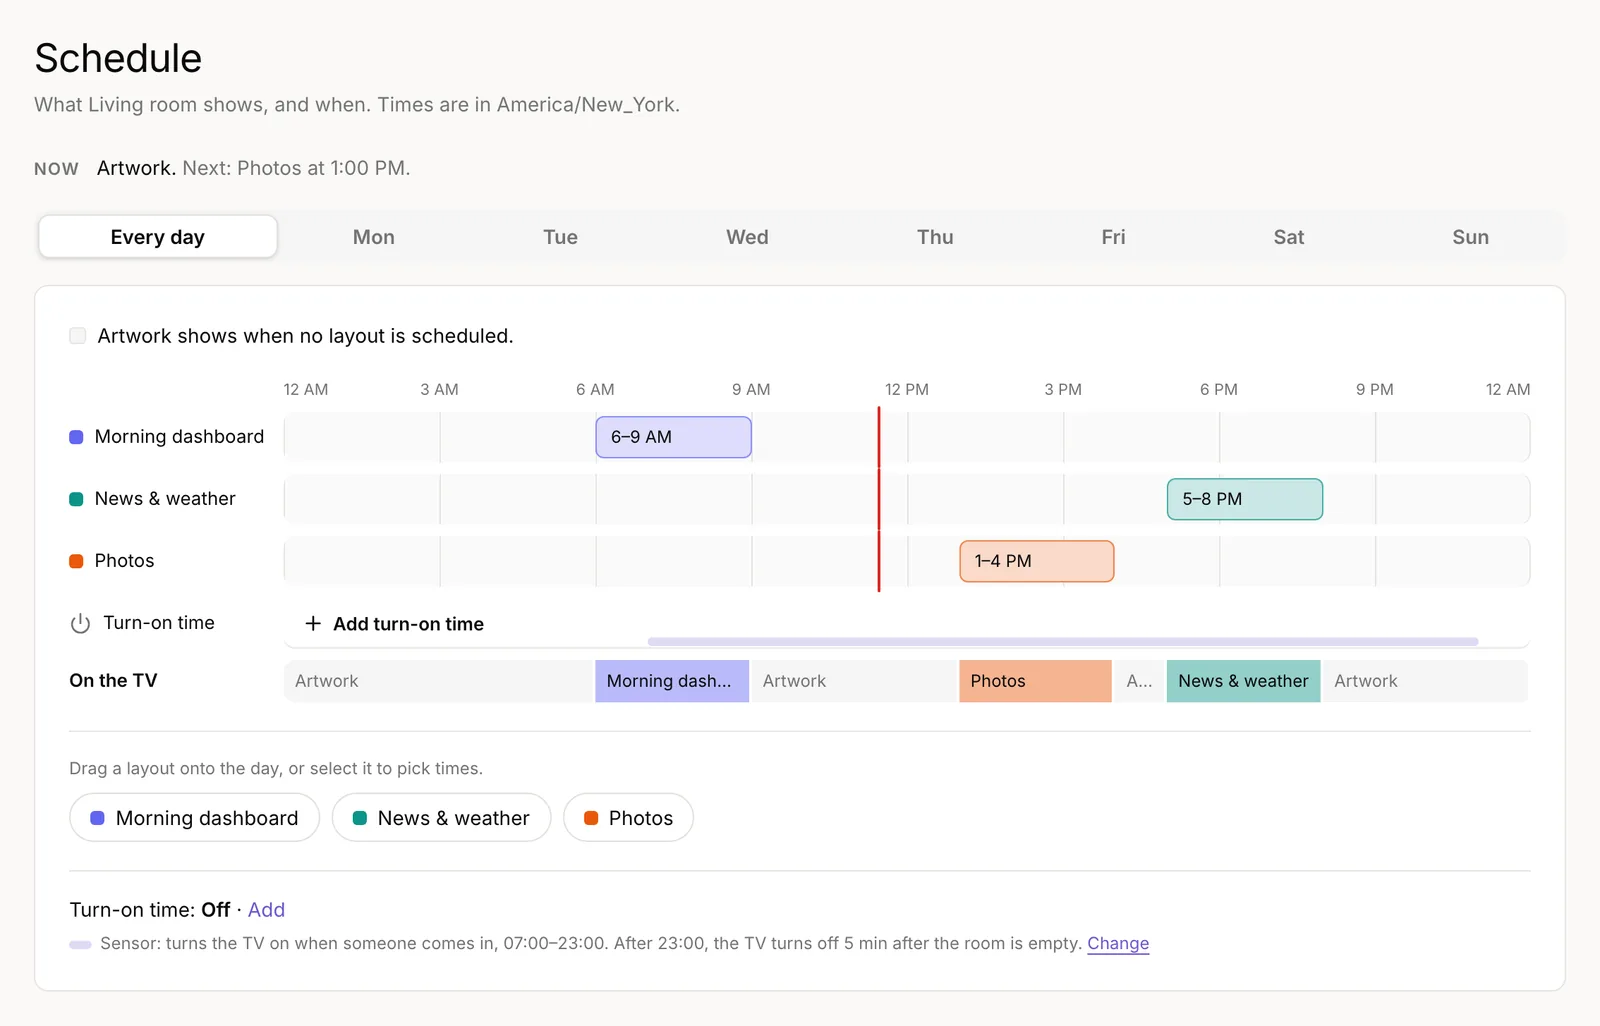 Schedule
What Living room shows, and when. Times are in America/New_York.
NOW Artwork. Next: Photos at 1:00 PM.
Every day Mon Tue Wed Thu Fri Sat Sun
Artwork shows when no layout is scheduled.
12 AM 3 AM 6 AM 9 AM 12 PM 3 PM 6 PM 9 PM 12 AM
Morning dashboard 6–9 AM
News & weather 5–8 PM
Photos 1–4 PM
Turn-on time + Add turn-on time
On the TV Artwork Morning dash... Artwork Photos A... News & weather Artwork
Drag a layout onto the day, or select it to pick times.
Morning dashboard News & weather Photos
Turn-on time: Off · Add
Sensor: turns the TV on when someone comes in, 07:00–23:00. After 23:00, the TV turns off 5 min after the room is empty. Change